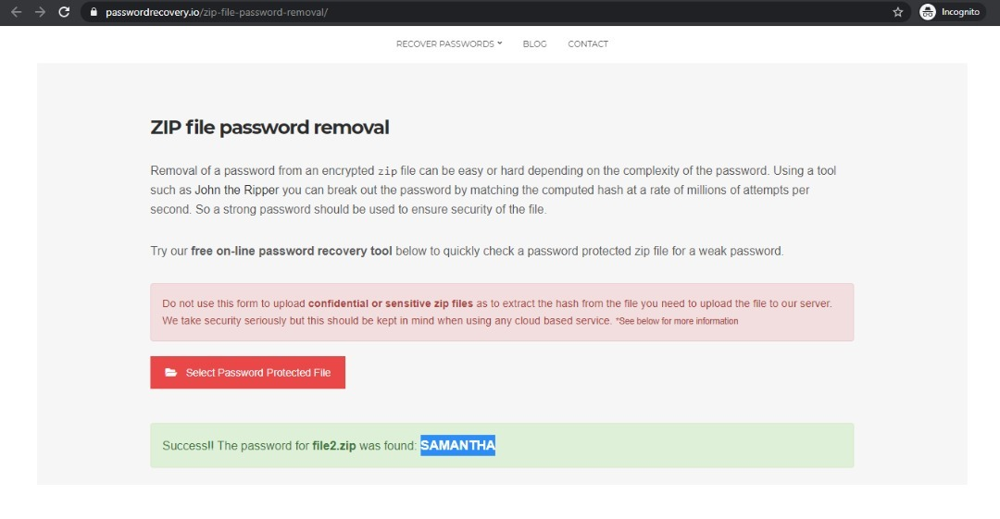 passwordrecovery.io/zip-file-password-removal/
Incognito
RECOVER PASSWORDS BLOG CONTACT
ZIP file password removal
Removal of a password from an encrypted zip file can be easy or hard depending on the complexity of the password. Using a tool
such as John the Ripper you can break out the password by matching the computed hash at a rate of millions of attempts per
second. So a strong password should be used to ensure security of the file.
Try our free on-line password recovery tool below to quickly check a password protected zip file for a weak password.
Do not use this form to upload confidential or sensitive zip files as to extract the hash from the file you need to upload the file to our server.
We take security seriously but this should be kept in mind when using any cloud based service. *See below for more information
Select Password Protected File
Success!! The password for file2.zip was found: SAMANTHA